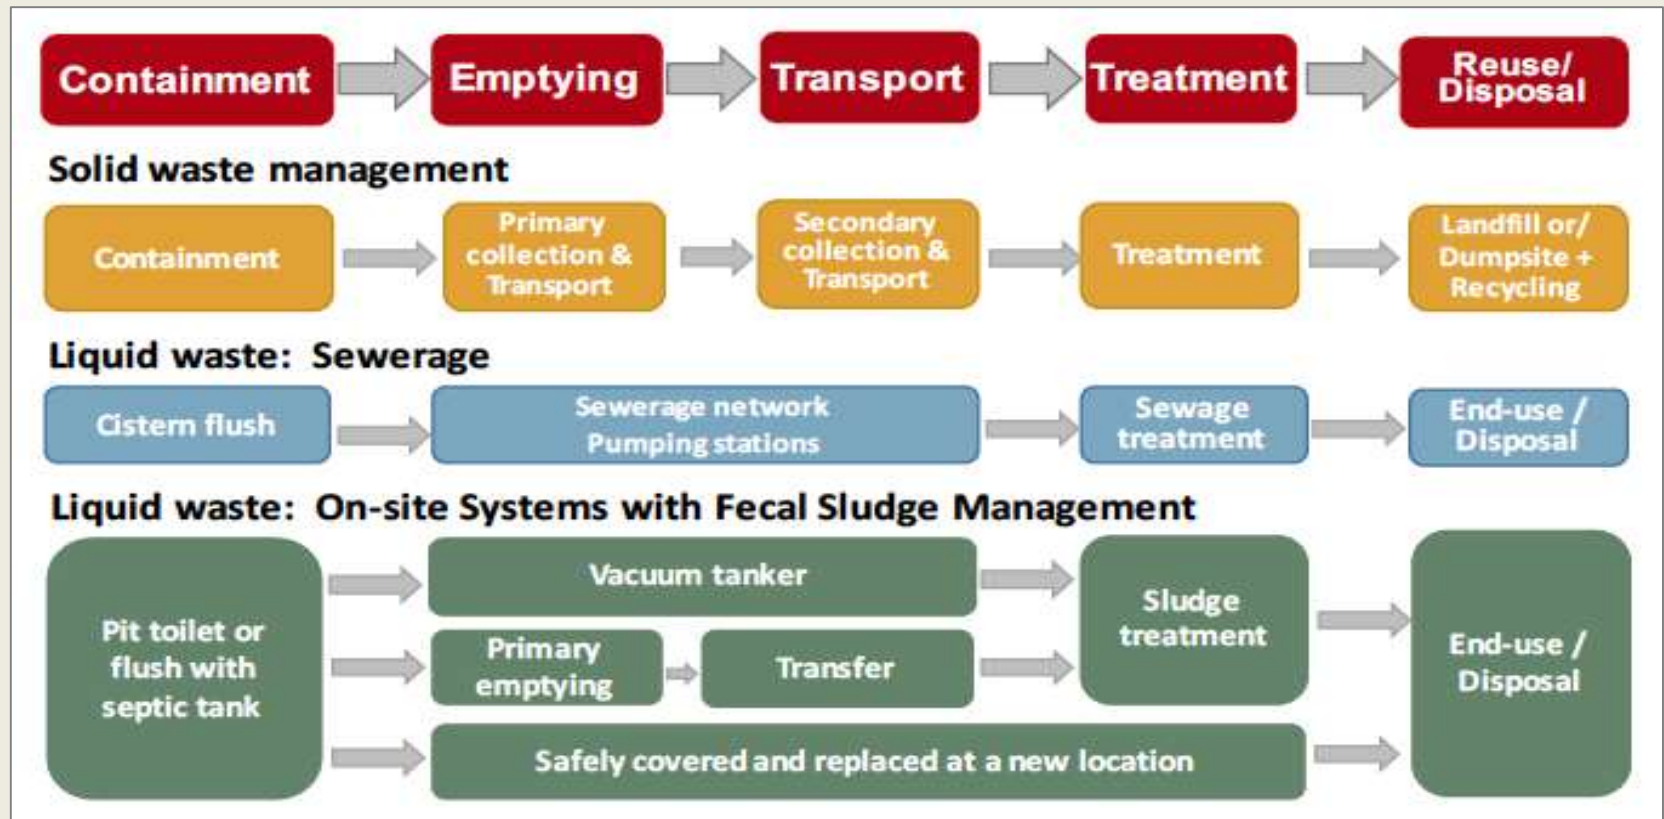 Containment
Emptying
Transport
Treatment
Reuse/
Disposal
Solid waste management
Containment
Primary
collection &
Transport
Secondary
collection &
Transport
Treatment
Landfill or/
Dumpsite +
Recycling
Liquid waste: Sewerage
Cistern flush
Sewerage network
Pumping stations
Sewage
treatment
End-use /
Disposal
Liquid waste: On-site Systems with Fecal Sludge Management
Pit toilet or
flush with
septic tank
Vacuum tanker
Primary
emptying
Transfer
Sludge
treatment
Safely covered and replaced at a new location
End-use /
Disposal